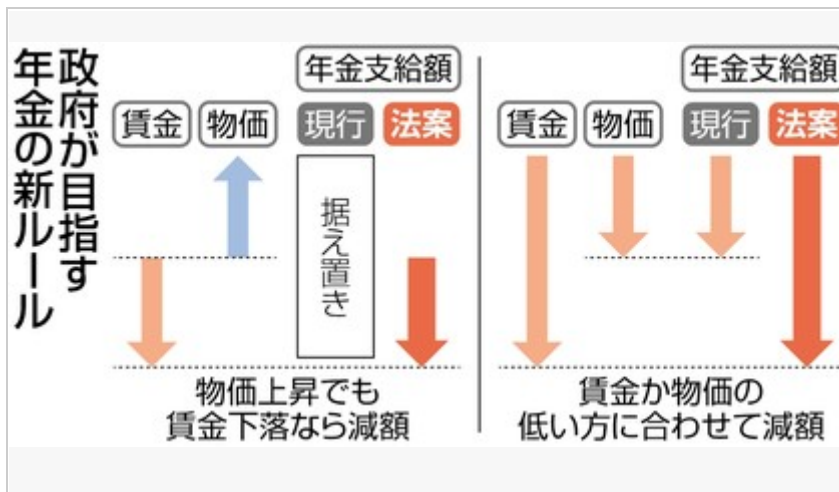 政府が目指す
年金の新ルール
年金支給額
賃金 物価 現行 法案
据え置き
物価上昇でも
賃金下落なら減額
年金支給額
賃金 物価 現行 法案
賃金か物価の
低い方に合わせて減額